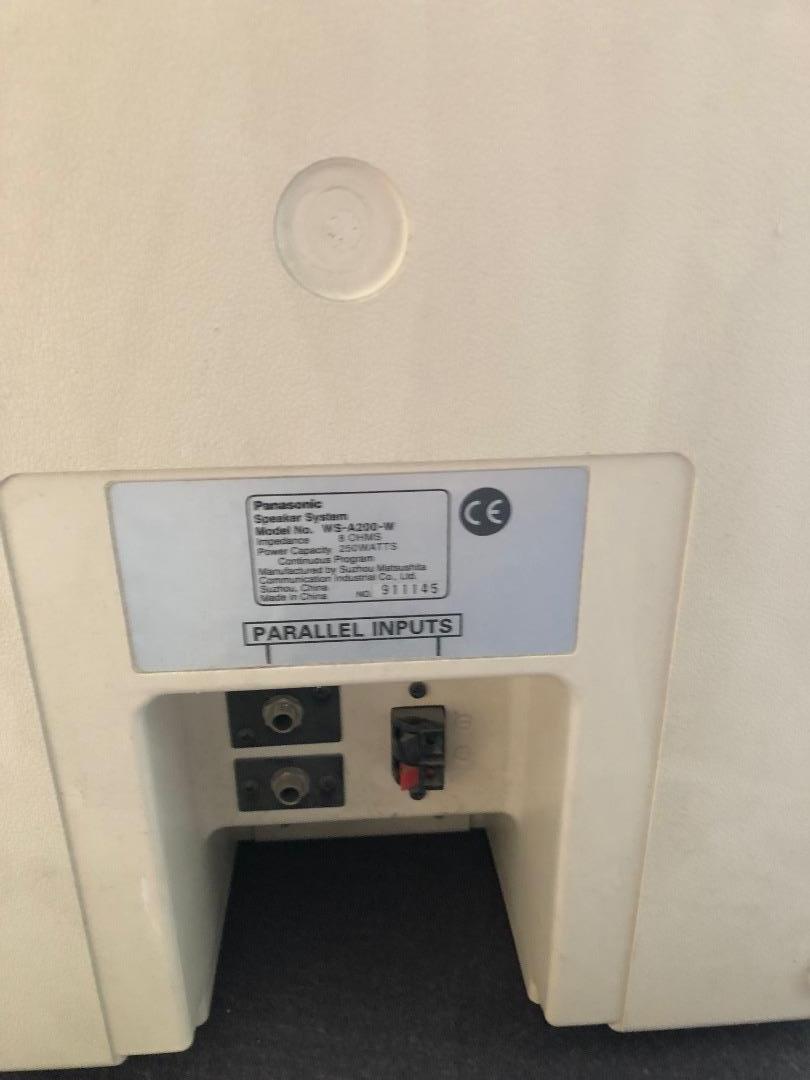 Panasonic
Speaker System
Model No. WS-A200-W
Impedance 8 OHMS
Power Capacity 250WATTS
Continuous Program
Manufactured by Suzhou Matsushita
Communication Industrial Co., Ltd.
Suzhou, China
Made in China NO. 911145
CE
PARALLEL INPUTS